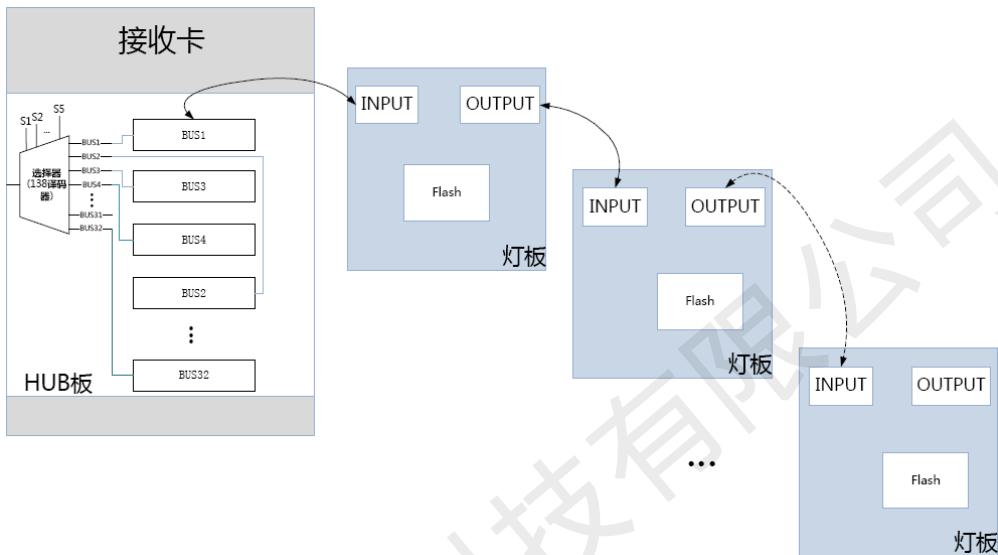 接收卡
S1
S2
...
S5
选择器
(138译码
器)
BUS1
BUS2
BUS3
BUS4
BUS31
BUS32
BUS1
BUS3
BUS4
BUS2
BUS32
HUB板
INPUT
OUTPUT
Flash
灯板
INPUT
OUTPUT
Flash
灯板
INPUT
OUTPUT
Flash
灯板
...
科技有限公司